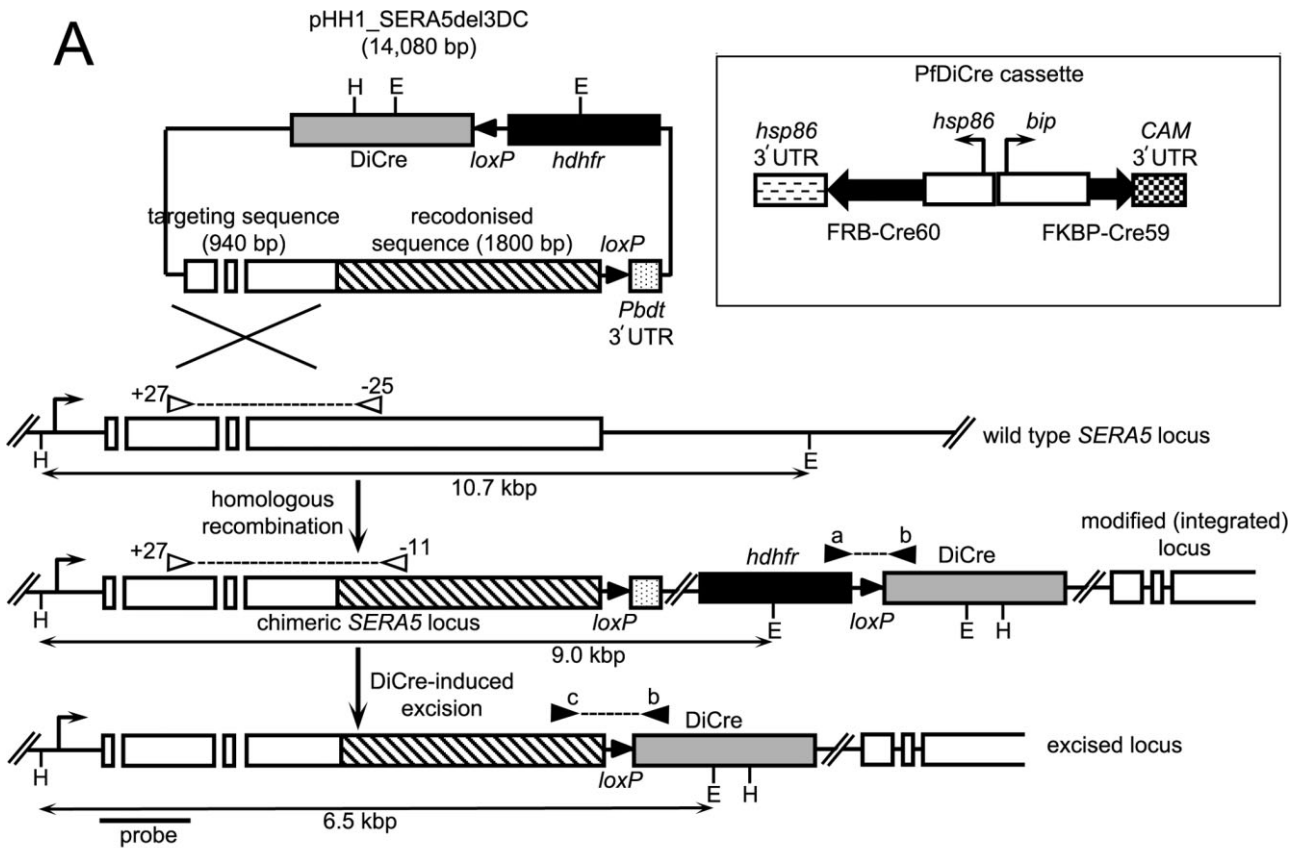 A
pHH1_SERA5del3DC
(14,080 bp)
H
E
E
DiCre
loxP
hdhfr
targeting sequence
(940 bp)
recodonised
sequence (1800 bp)
loxP
Pbdt
3′UTR
PfDiCre cassette
hsp86
3′UTR
hsp86
bip
CAM
3′UTR
FRB-Cre60
FKBP-Cre59
+27
-25
wild type SERA5 locus
H
E
10.7 kbp
homologous
recombination
+27
-11
hdhfr
a
b
DiCre
modified (integrated)
locus
H
chimeric SERA5 locus
loxP
E
loxP
E
H
9.0 kbp
DiCre-induced
excision
c
b
DiCre
excised locus
H
loxP
E
H
6.5 kbp
probe